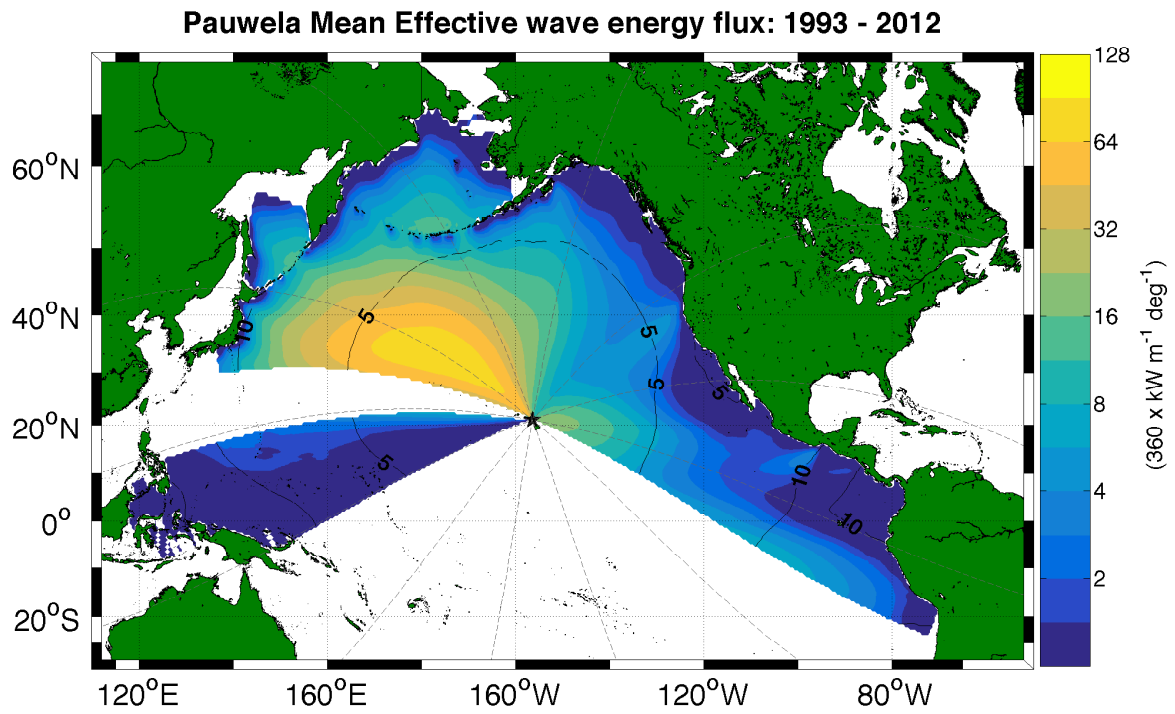 Pauwela Mean Effective wave energy flux: 1993 - 2012
128
60°N
64
32
5
10
5
40°N
16
5
5
20°N
8
5
10
4
10
0°
2
20°S
120°E
160°E
160°W
120°W
80°W
(360 x kW m⁻¹ deg⁻¹)